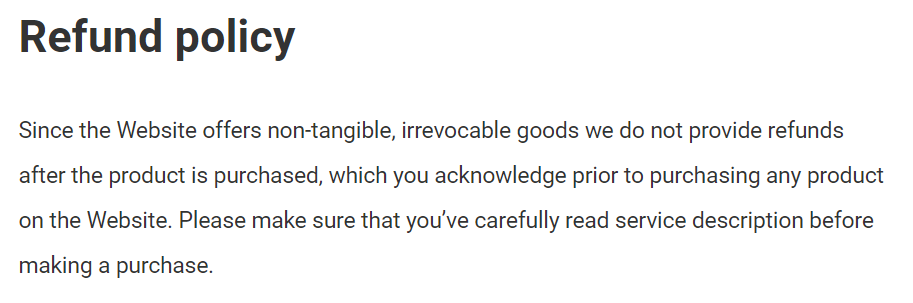 Refund policy
Since the Website offers non-tangible, irrevocable goods we do not provide refunds
after the product is purchased, which you acknowledge prior to purchasing any product
on the Website. Please make sure that you’ve carefully read service description before
making a purchase.